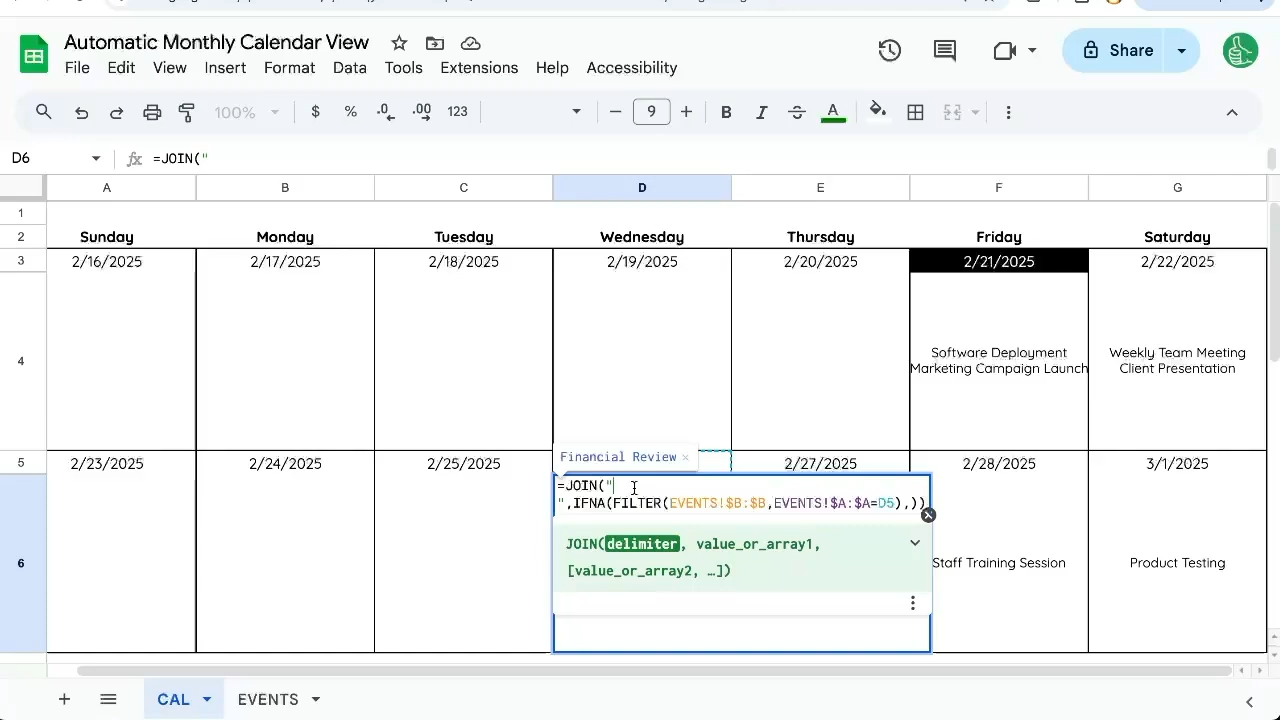 Automatic Monthly Calendar View
File Edit View Insert Format Data Tools Extensions Help Accessibility
Share
100% $ % .0 .00 123 9 B I A
D6 fx =JOIN("
A B C D E F G
1
2 Sunday Monday Tuesday Wednesday Thursday Friday Saturday
3 2/16/2025 2/17/2025 2/18/2025 2/19/2025 2/20/2025 2/21/2025 2/22/2025
4 Software Deployment Weekly Team Meeting
Marketing Campaign Launch Client Presentation
Financial Review ×
5 2/23/2025 2/24/2025 2/25/2025 2/27/2025 2/28/2025 3/1/2025
=JOIN("
",IFNA(FILTER(EVENTS!$B:$B,EVENTS!$A:$A=D5),))
JOIN(delimiter, value_or_array1,
[value_or_array2, …])
6 Staff Training Session Product Testing
CAL EVENTS